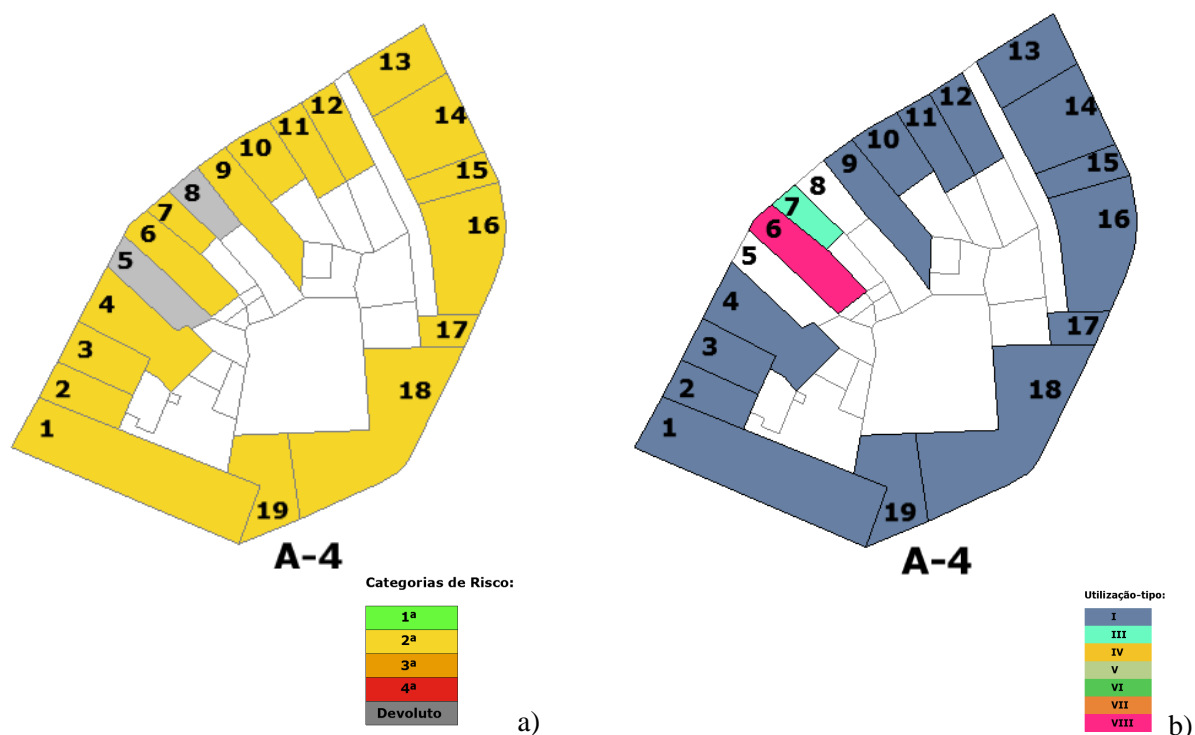 13
12
11
14
10
9
15
8
7
16
6
5
4
17
3
2
18
1
19
A-4
Categorias de Risco:
1ª
2ª
3ª
4ª
Devoluto
a)
13
12
11
14
10
9
15
8
7
16
6
5
4
17
3
2
18
1
19
A-4
Utilização-tipo:
I
III
IV
V
VI
VII
VIII
b)